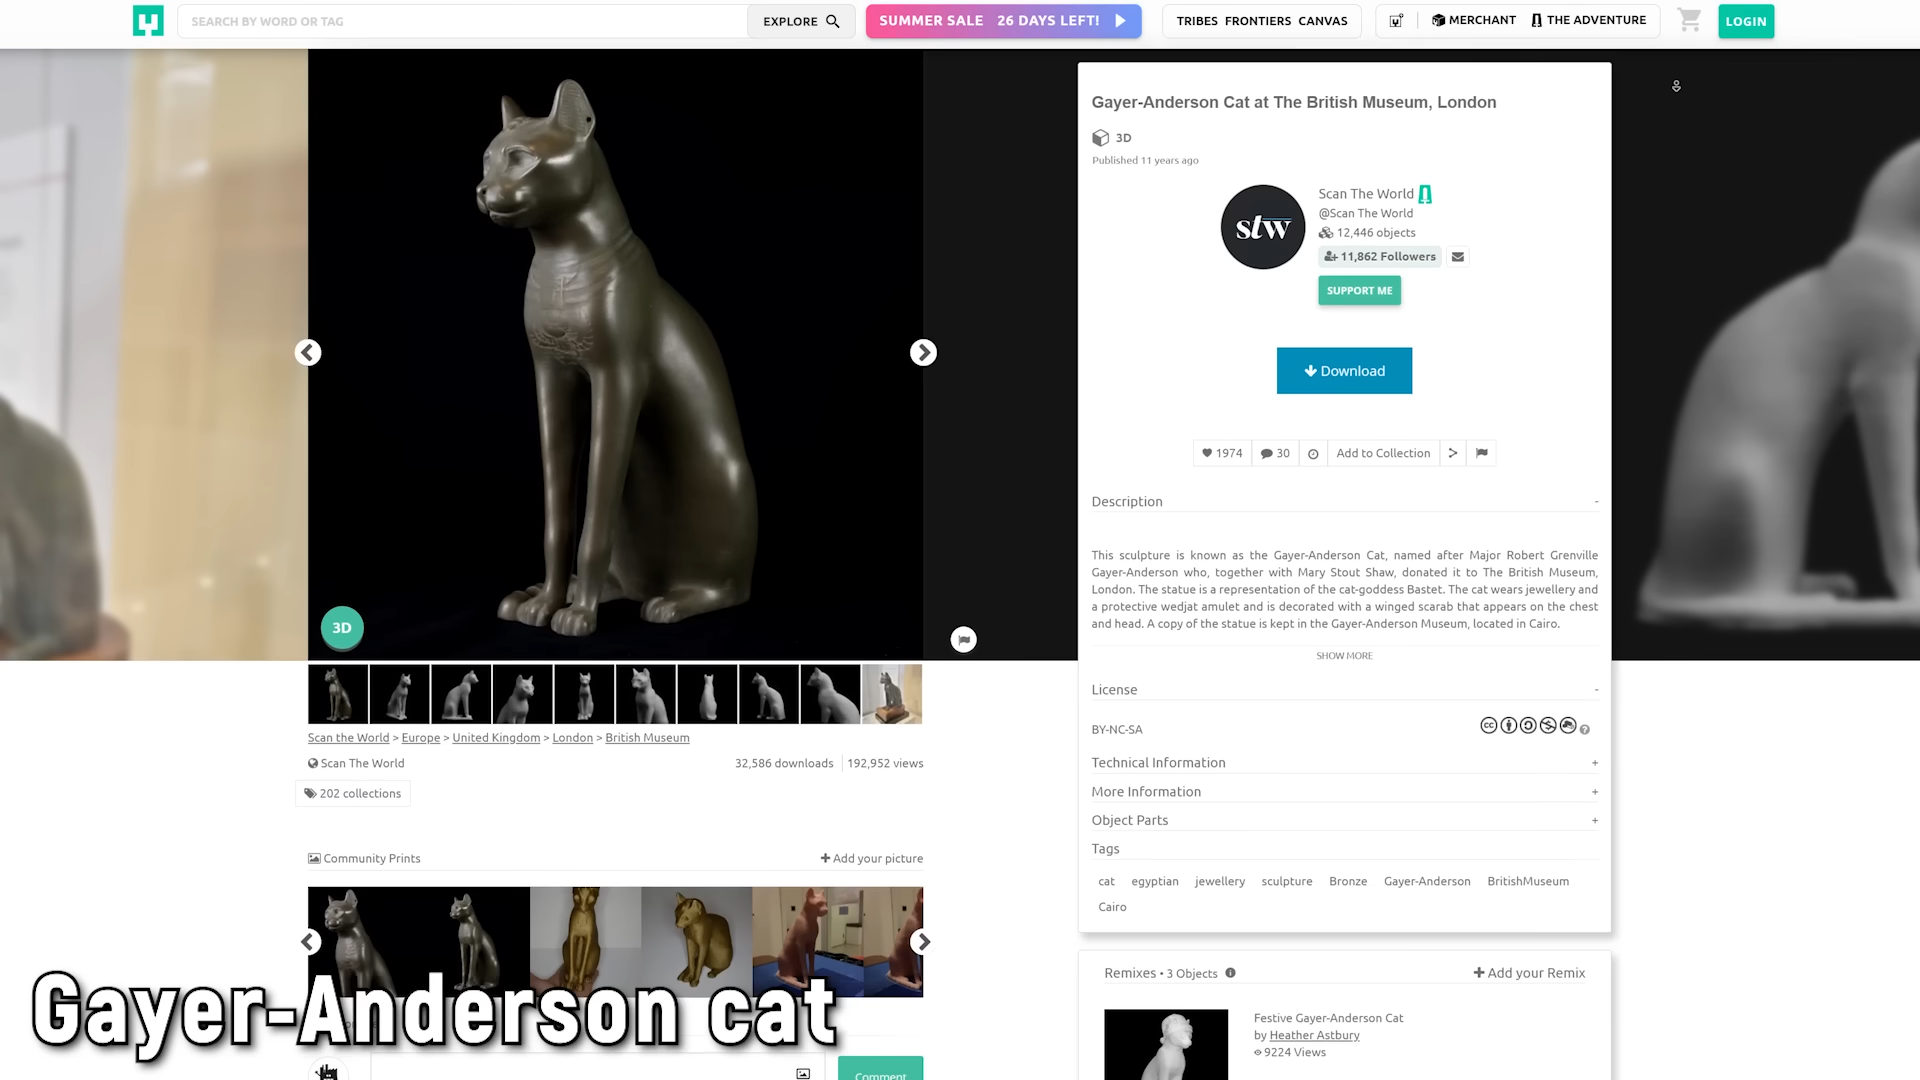 SEARCH BY WORD OR TAG
EXPLORE
SUMMER SALE 26 DAYS LEFT!
TRIBES FRONTIERS CANVAS
MERCHANT THE ADVENTURE
LOGIN
Gayer-Anderson Cat at The British Museum, London
3D
Published 11 years ago
stw
Scan The World
@Scan The World
12,446 objects
11,862 Followers
SUPPORT ME
Download
1974 30 Add to Collection
Description -
This sculpture is known as the Gayer-Anderson Cat, named after Major Robert Grenville
Gayer-Anderson who, together with Mary Stout Shaw, donated it to The British Museum,
London. The statue is a representation of the cat-goddess Bastet. The cat wears jewellery and
a protective wedjat amulet and is decorated with a winged scarab that appears on the chest
and head. A copy of the statue is kept in the Gayer-Anderson Museum, located in Cairo.
SHOW MORE
License -
BY-NC-SA
Technical Information +
More Information +
Object Parts +
Tags
cat egyptian jewellery sculpture Bronze Gayer-Anderson BritishMuseum
Cairo
Remixes • 3 Objects
+ Add your Remix
Festive Gayer-Anderson Cat
by Heather Astbury
9224 Views
3D
Scan the World > Europe > United Kingdom > London > British Museum
Scan The World
32,586 downloads 192,952 views
202 collections
Community Prints
+ Add your picture
Gayer-Anderson cat
Comment